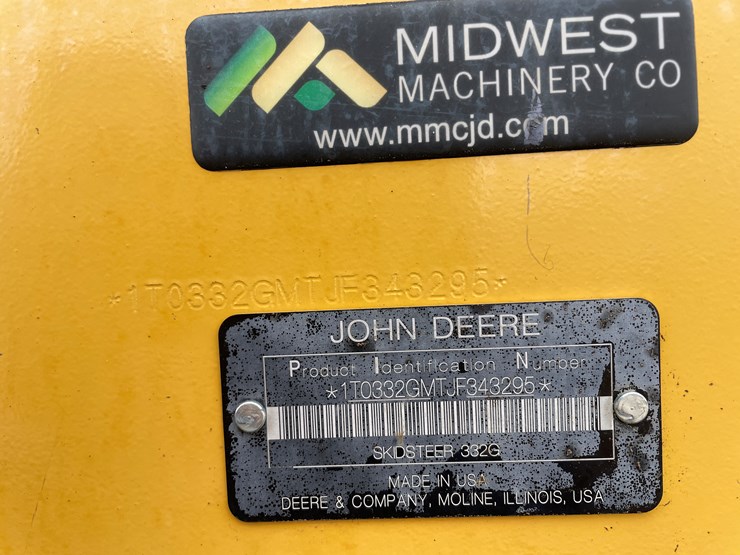 MIDWEST
MACHINERY CO
www.mmcjd.com
*1T0332GMTJF343295*
JOHN DEERE
Product Identification Number
*1T0332GMTJF343295*
SKIDSTEER 332G
MADE IN USA
DEERE & COMPANY, MOLINE, ILLINOIS, USA